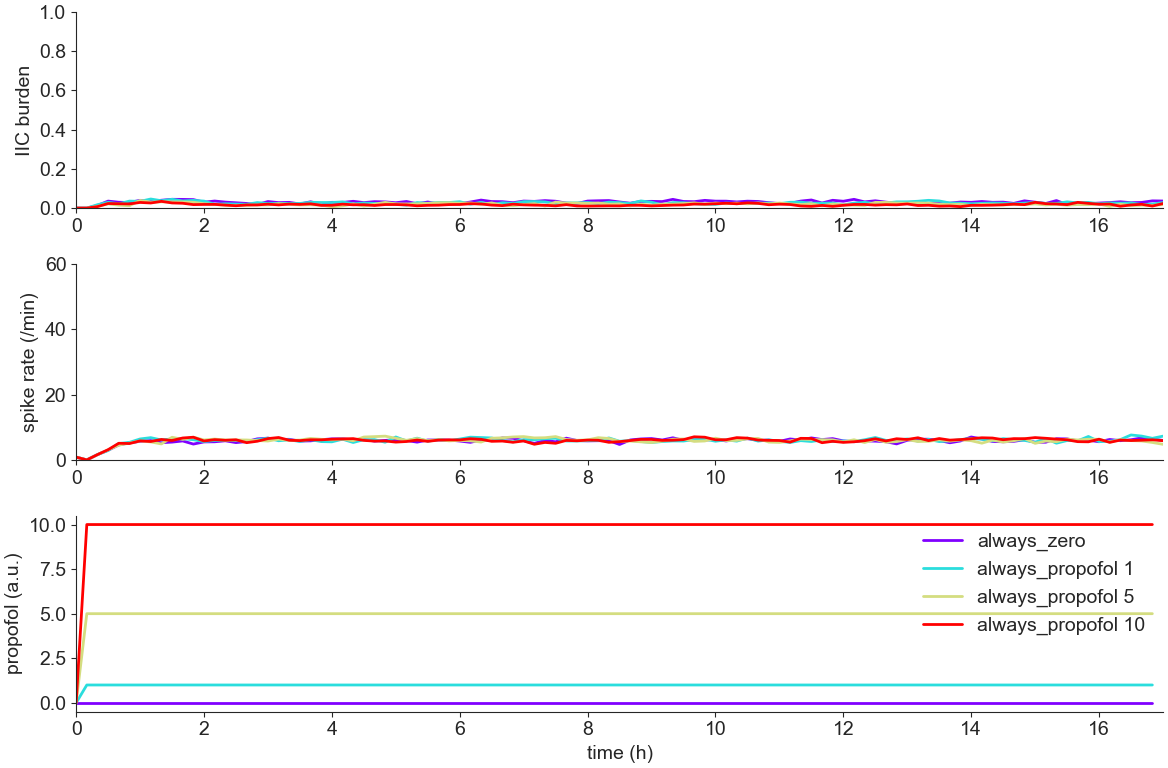 1.0
0.8
0.6
0.4
0.2
0.0
IIC burden
0 2 4 6 8 10 12 14 16
60
40
20
0
spike rate (/min)
0 2 4 6 8 10 12 14 16
10.0
7.5
5.0
2.5
0.0
propofol (a.u.)
always_zero
always_propofol 1
always_propofol 5
always_propofol 10
0 2 4 6 8 10 12 14 16
time (h)